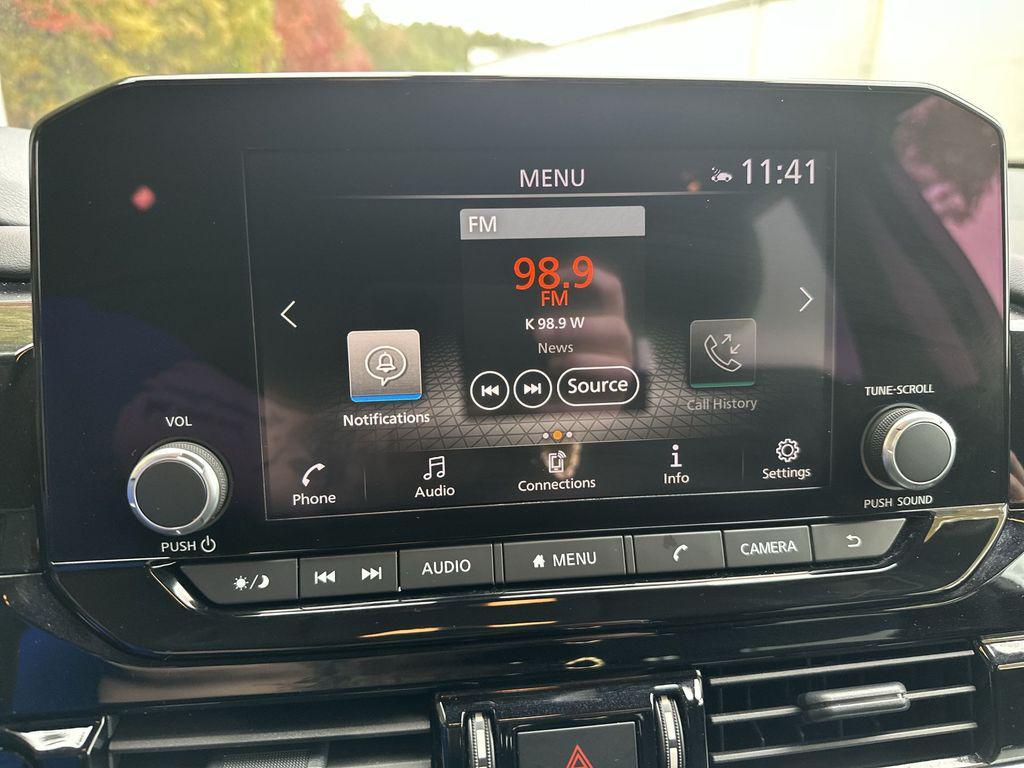 MENU
11:41
FM
98.9
FM
K 98.9 W
News
Source
Notifications
Call History
Phone
Audio
Connections
Info
Settings
VOL
PUSH
TUNE-SCROLL
PUSH SOUND
AUDIO
MENU
CAMERA